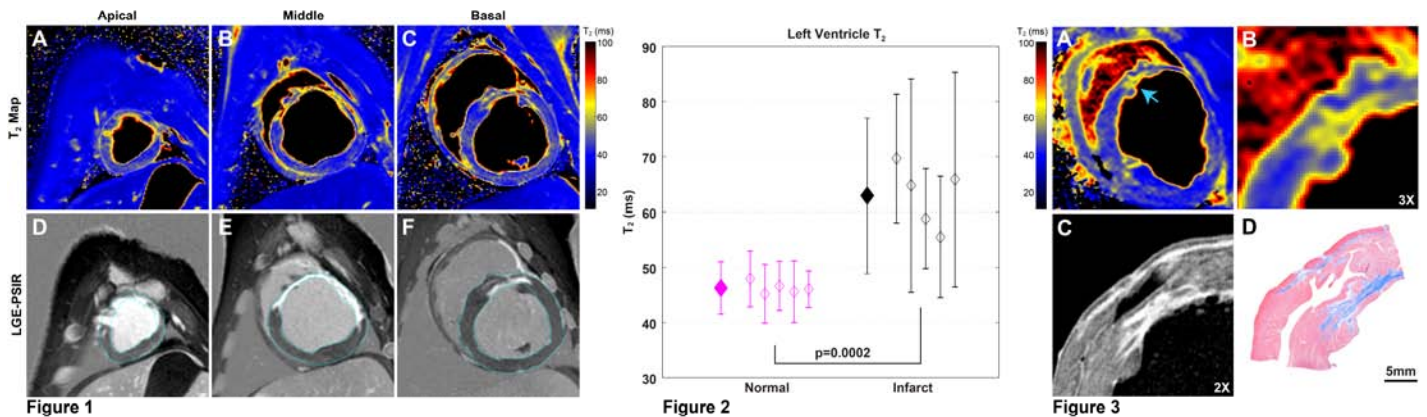 Apical Middle Basal
A B C
T₂ (ms)
100
80
60
40
20
T₂ Map
D E F
LGE-PSIR
Figure 1
Left Ventricle T₂
90
80
70
60
50
40
30
T₂ (ms)
p=0.0002
Normal Infarct
Figure 2
T₂ (ms)
100
80
60
40
20
A B
3X
C D
2X
5mm
Figure 3